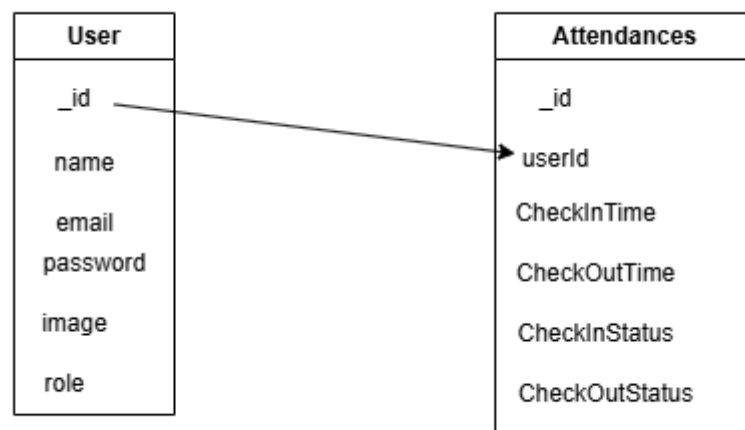 User
_id
name
email
password
image
role
Attendances
_id
userId
CheckInTime
CheckOutTime
CheckInStatus
CheckOutStatus